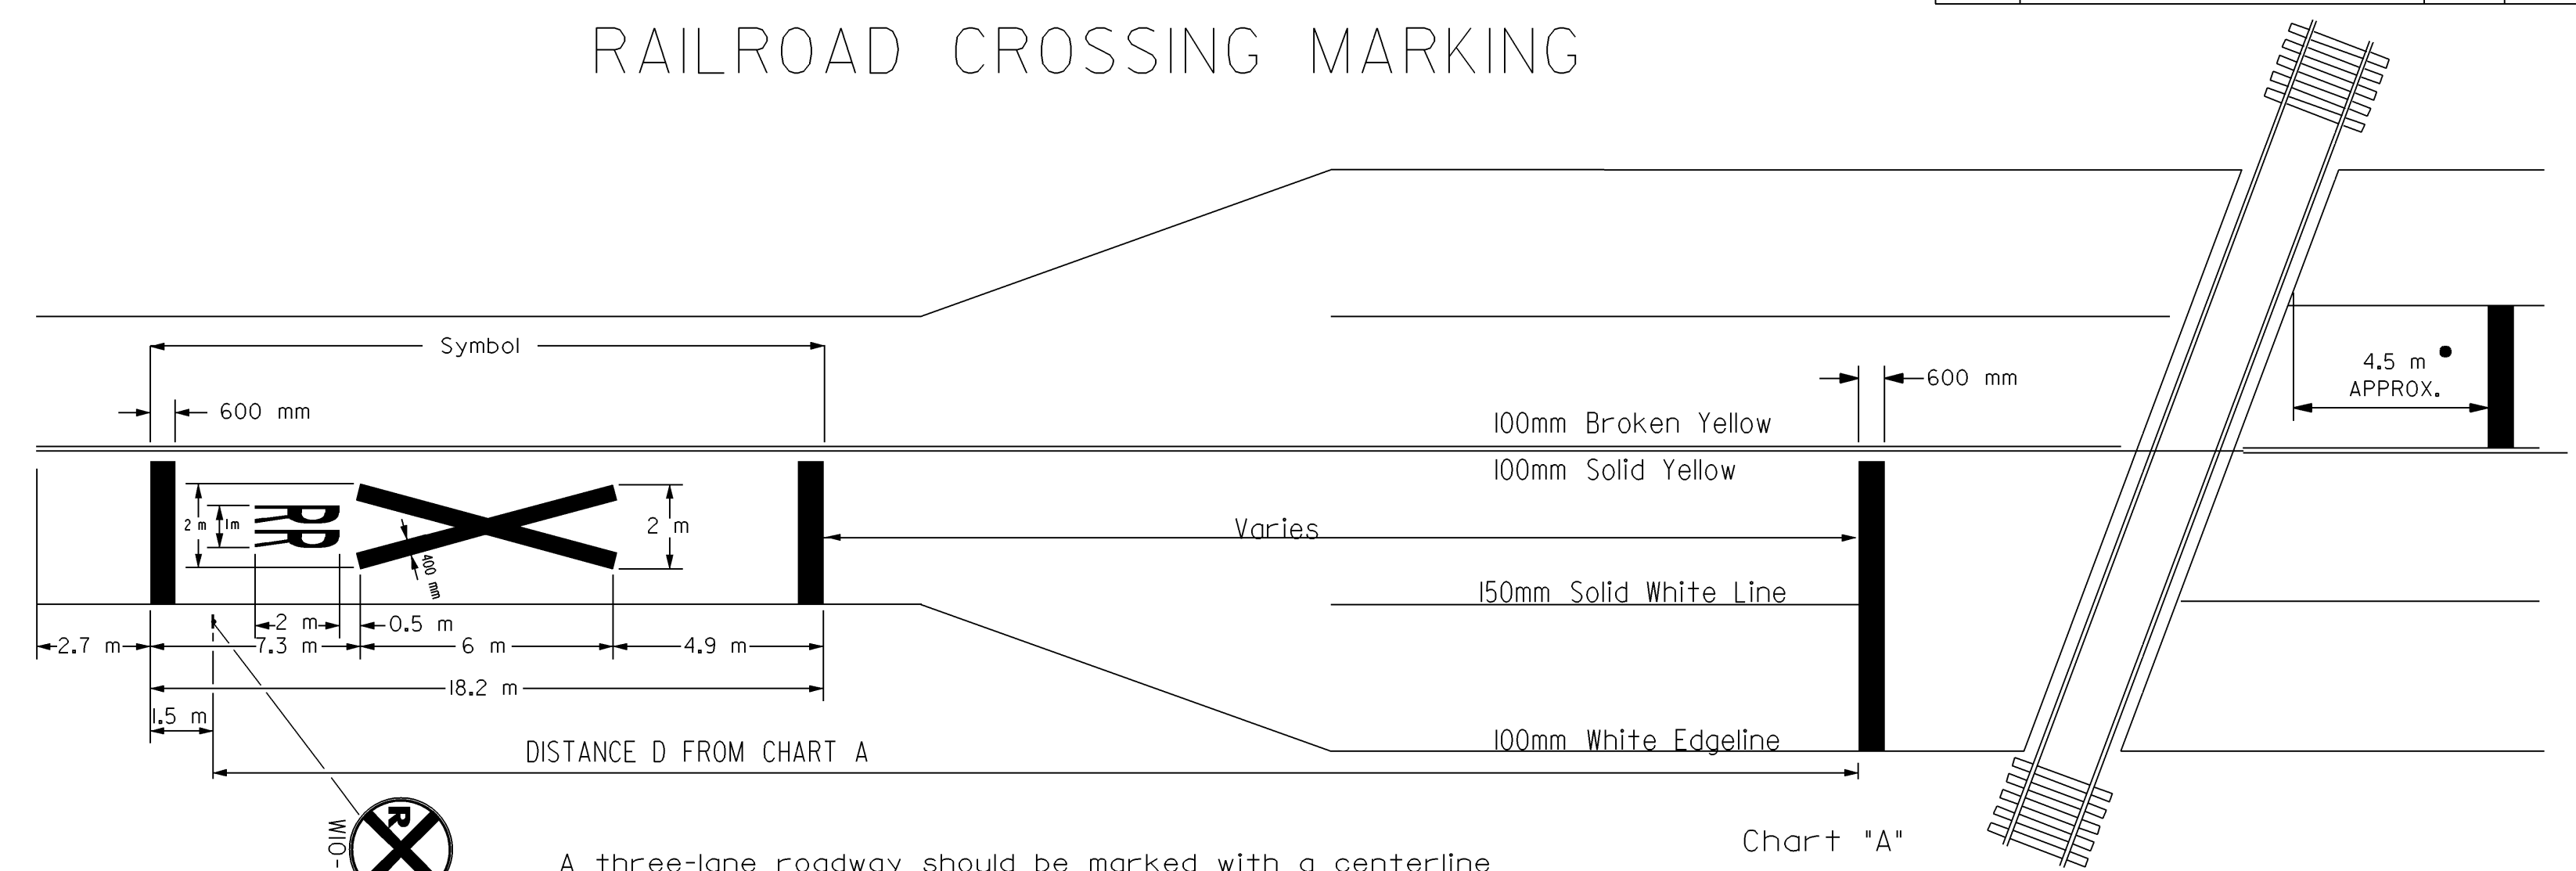 RAILROAD CROSSING MARKING
Symbol
600 mm
600 mm
4.5 m
APPROX.
100mm Broken Yellow
100mm Solid Yellow
2 m
1m
RR
400 mm
2 m
Varies
150mm Solid White Line
2 m
0.5 m
2.7 m
7.3 m
6 m
4.9 m
18.2 m
1.5 m
100mm White Edgeline
DISTANCE D FROM CHART A
W10-
R
Chart "A"
A three-lane roadway should be marked with a centerline